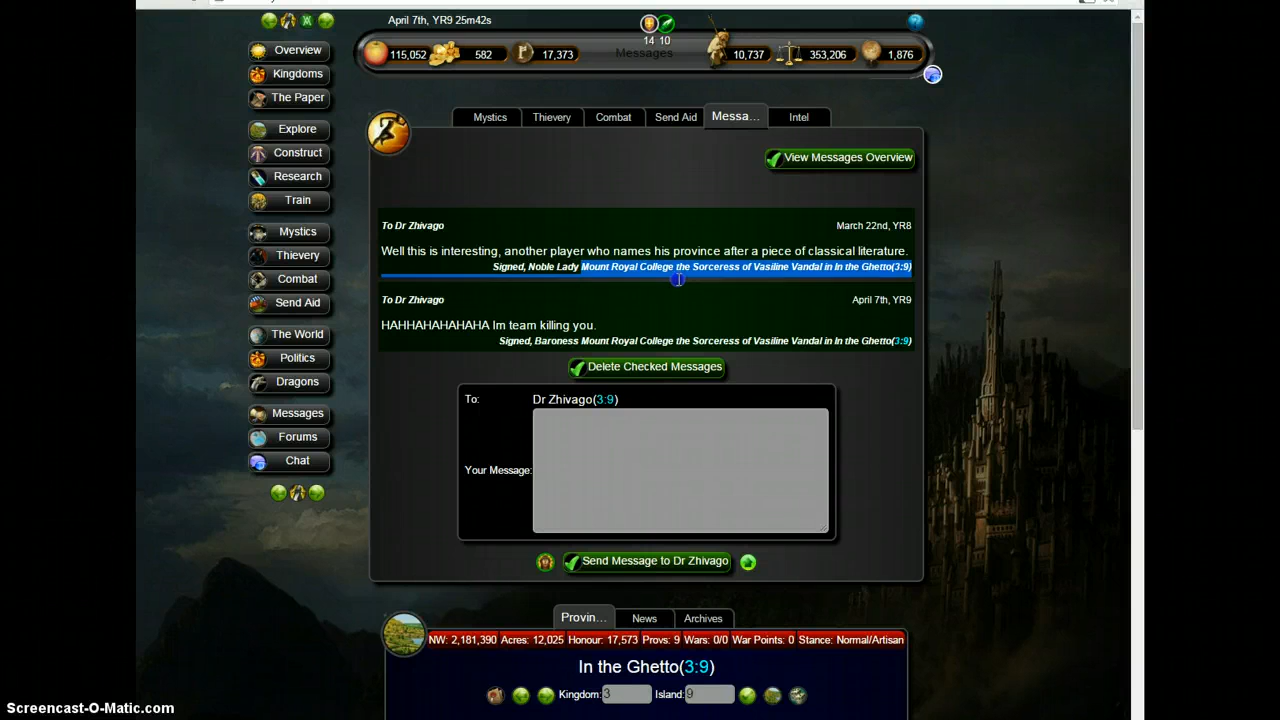 April 7th, YR9 25m42s
14 10
Messages
115,052 582 17,373 10,737 353,206 1,876
Overview
Kingdoms
The Paper
Explore
Construct
Research
Train
Mystics
Thievery
Combat
Send Aid
The World
Politics
Dragons
Messages
Forums
Chat
Mystics Thievery Combat Send Aid Messa... Intel
View Messages Overview
To Dr Zhivago March 22nd, YR8
Well this is interesting, another player who names his province after a piece of classical literature.
Signed, Noble Lady Mount Royal College the Sorceress of Vasiline Vandal in In the Ghetto(3:9)
To Dr Zhivago April 7th, YR9
HAHHAHAHAHAHA Im team killing you.
Signed, Baroness Mount Royal College the Sorceress of Vasiline Vandal in In the Ghetto(3:9)
Delete Checked Messages
To: Dr Zhivago(3:9)
Your Message:
Send Message to Dr Zhivago
Provin... News Archives
NW: 2,181,390 Acres: 12,025 Honour: 17,573 Provs: 9 Wars: 0/0 War Points: 0 Stance: Normal/Artisan
In the Ghetto(3:9)
Kingdom: 3 Island: 9
Screencast-O-Matic.com